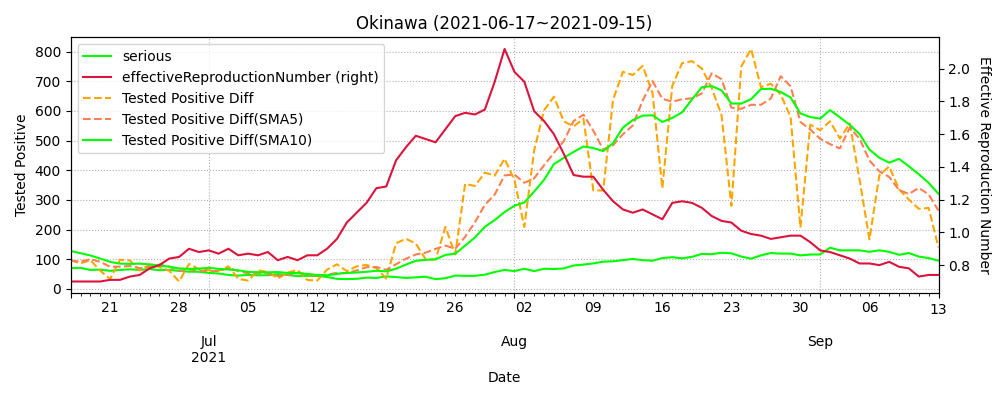 Okinawa (2021-06-17~2021-09-15)
serious
effectiveReproductionNumber (right)
Tested Positive Diff
Tested Positive Diff(SMA5)
Tested Positive Diff(SMA10)
Tested Positive
800
700
600
500
400
300
200
100
0
Effective Reproduction Number
2.0
1.8
1.6
1.4
1.2
1.0
0.8
21 28 05 12 19 26 02 09 16 23 30 06 13
Jul Aug Sep
2021
Date